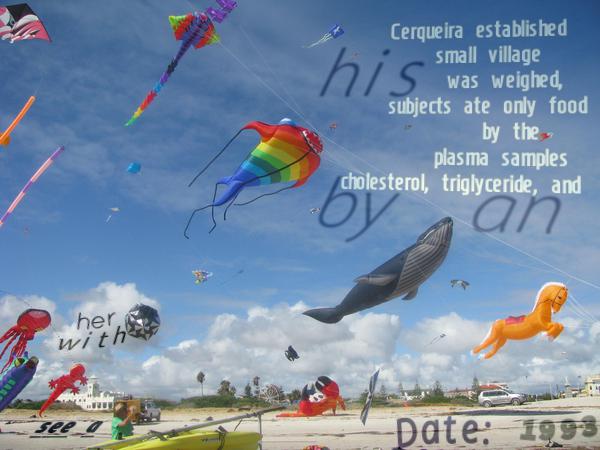 Cerqueira established
small village
his
was weighed,
subjects ate only food
by the
plasma samples
cholesterol, triglyceride, and
by an
her
with
see a
Date: 1993